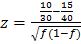 z = (10/30 − 15/40) / √(f(1−f))